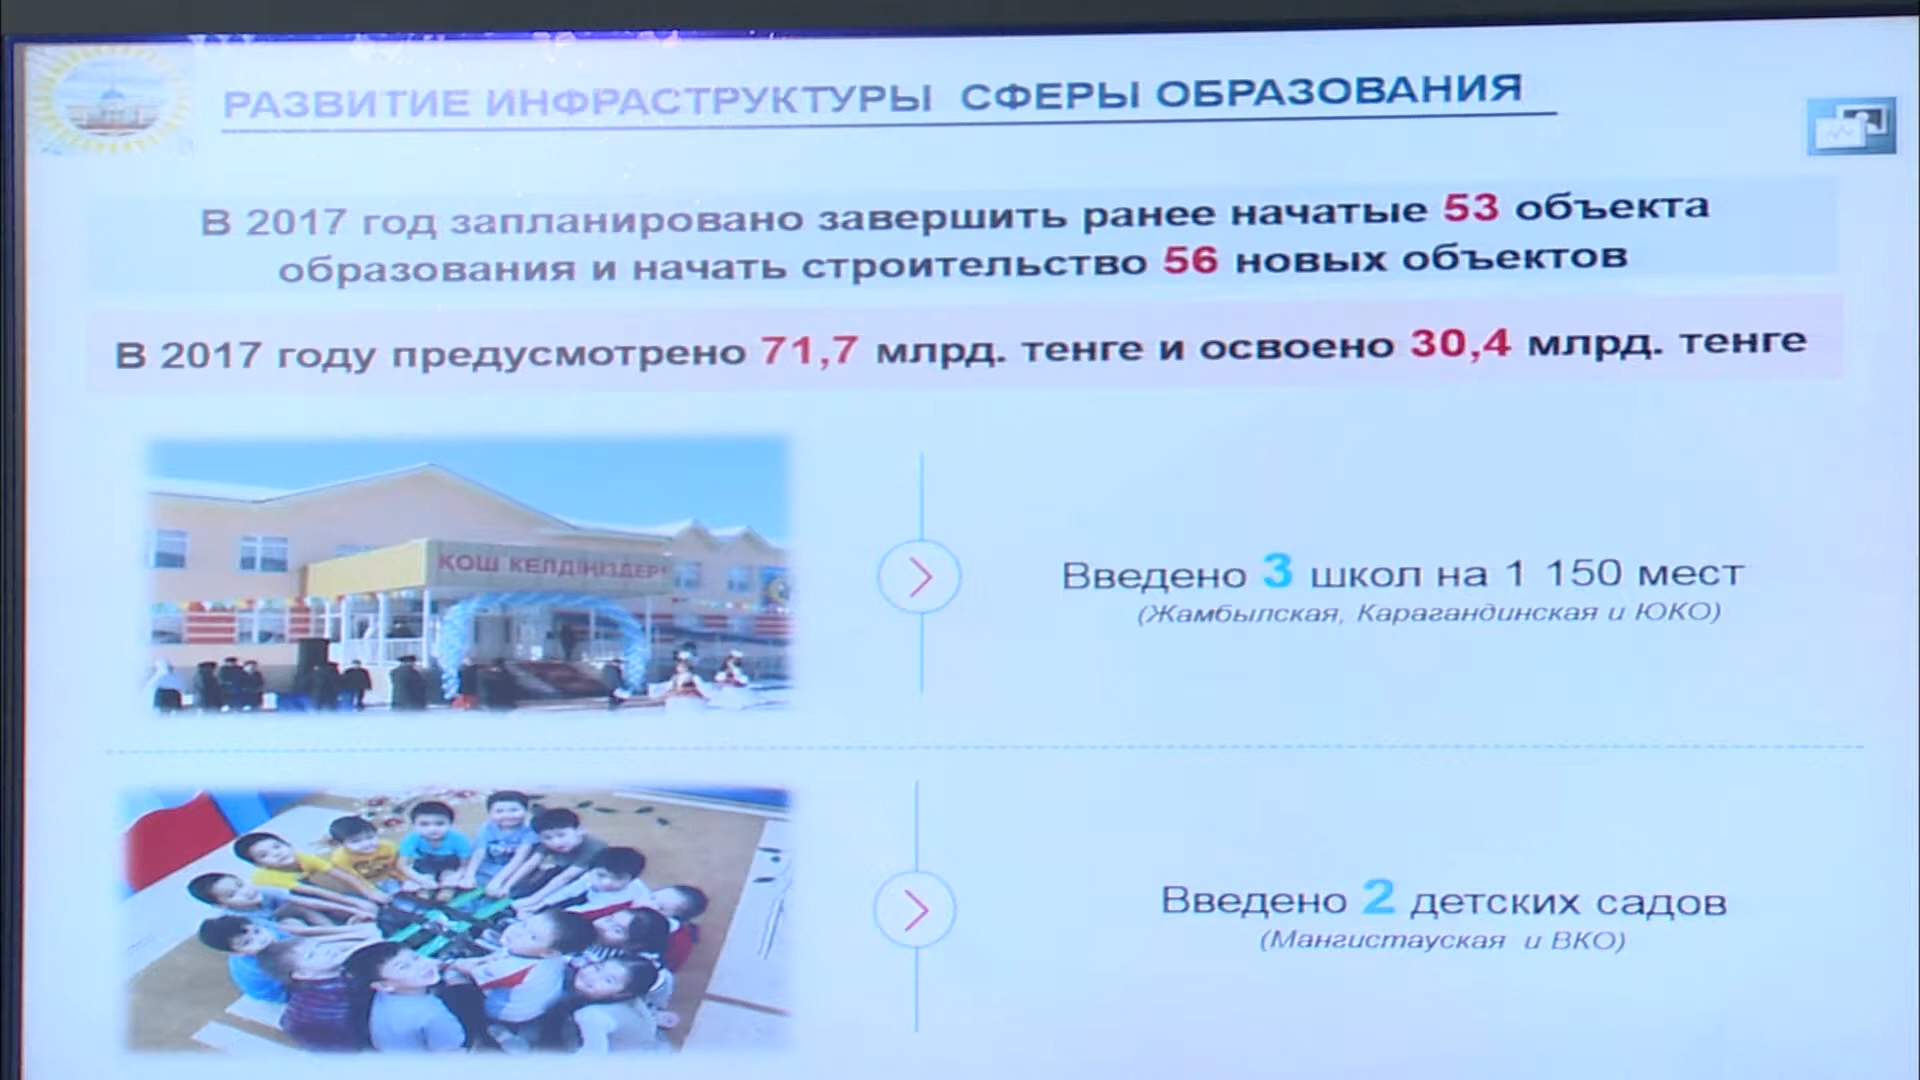 РАЗВИТИЕ ИНФРАСТРУКТУРЫ СФЕРЫ ОБРАЗОВАНИЯ
В 2017 год запланировано завершить ранее начатые 53 объекта
образования и начать строительство 56 новых объектов
В 2017 году предусмотрено 71,7 млрд. тенге и освоено 30,4 млрд. тенге
ҚОШ КЕЛДІҢІЗДЕР!
Введено 3 школ на 1 150 мест
(Жамбылская, Карагандинская и ЮКО)
Введено 2 детских садов
(Мангистауская и ВКО)